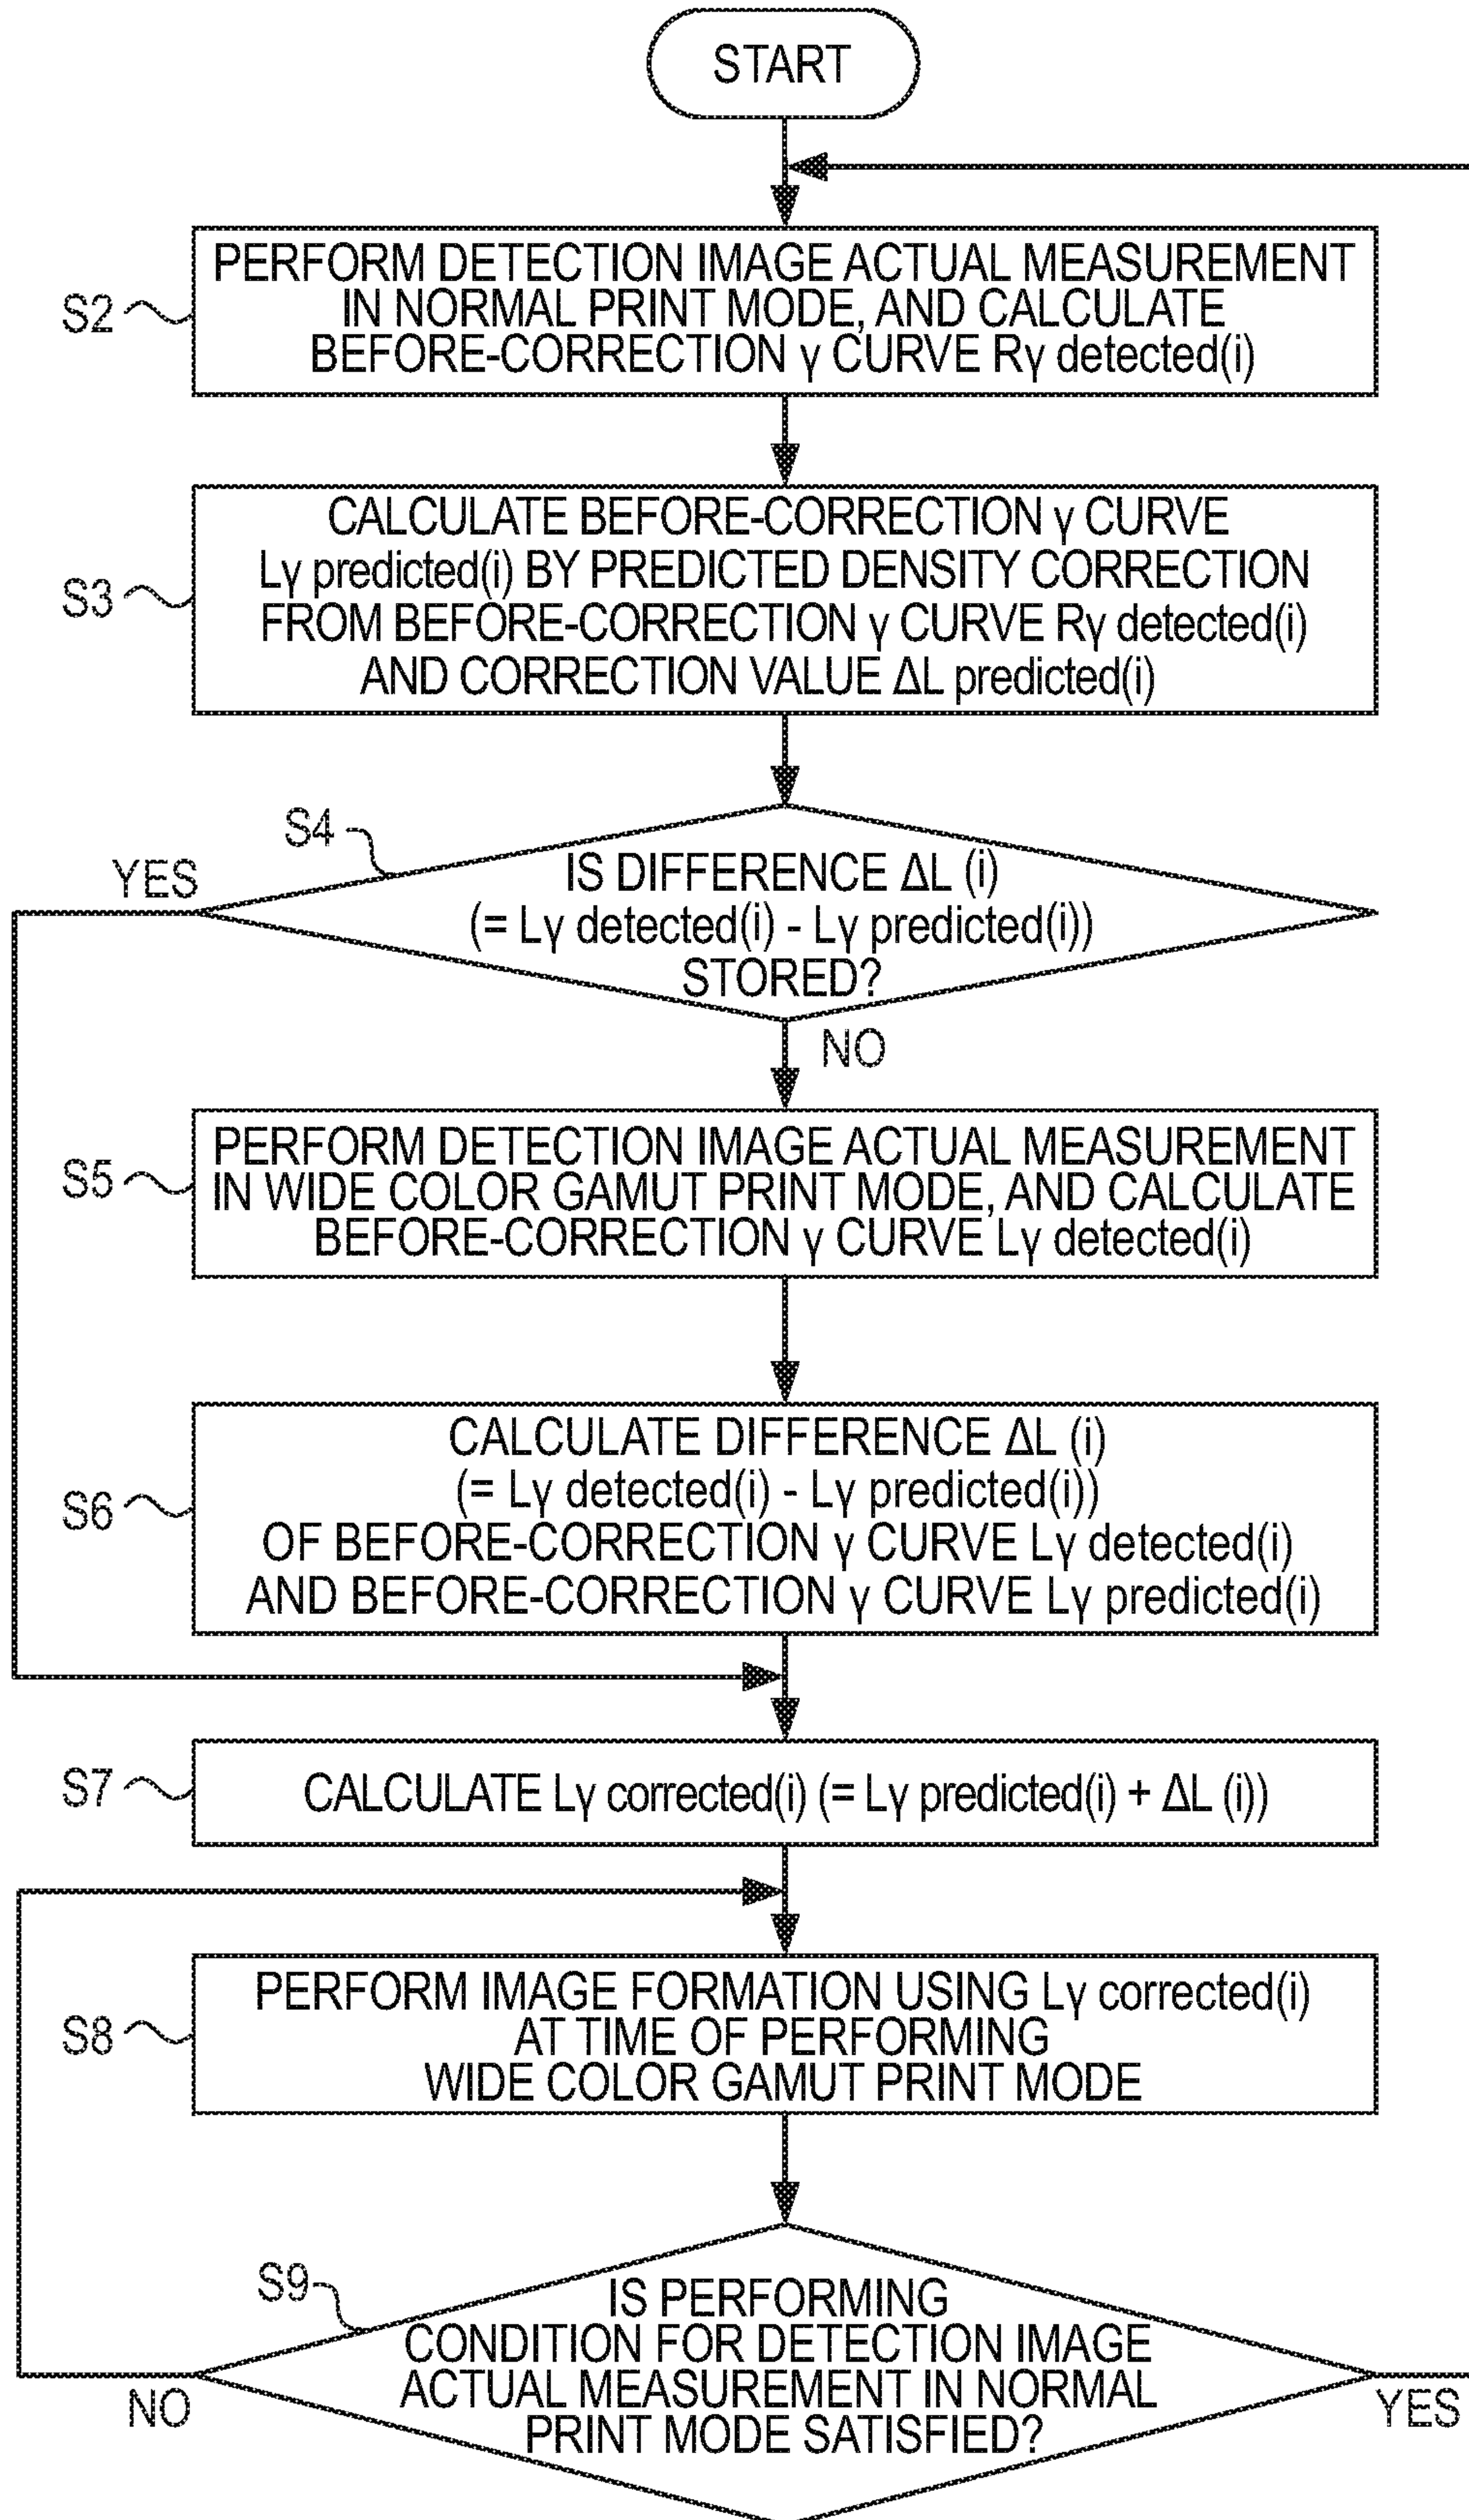 START
S2
PERFORM DETECTION IMAGE ACTUAL MEASUREMENT
IN NORMAL PRINT MODE, AND CALCULATE
BEFORE-CORRECTION γ CURVE Rγ detected(i)
S3
CALCULATE BEFORE-CORRECTION γ CURVE
Lγ predicted(i) BY PREDICTED DENSITY CORRECTION
FROM BEFORE-CORRECTION γ CURVE Rγ detected(i)
AND CORRECTION VALUE ΔL predicted(i)
S4
YES
IS DIFFERENCE ΔL (i)
(= Lγ detected(i) - Lγ predicted(i))
STORED?
NO
S5
PERFORM DETECTION IMAGE ACTUAL MEASUREMENT
IN WIDE COLOR GAMUT PRINT MODE, AND CALCULATE
BEFORE-CORRECTION γ CURVE Lγ detected(i)
S6
CALCULATE DIFFERENCE ΔL (i)
(= Lγ detected(i) - Lγ predicted(i))
OF BEFORE-CORRECTION γ CURVE Lγ detected(i)
AND BEFORE-CORRECTION γ CURVE Lγ predicted(i)
S7
CALCULATE Lγ corrected(i) (= Lγ predicted(i) + ΔL (i))
S8
PERFORM IMAGE FORMATION USING Lγ corrected(i)
AT TIME OF PERFORMING
WIDE COLOR GAMUT PRINT MODE
S9
IS PERFORMING
CONDITION FOR DETECTION IMAGE
ACTUAL MEASUREMENT IN NORMAL
PRINT MODE SATISFIED?
NO
YES